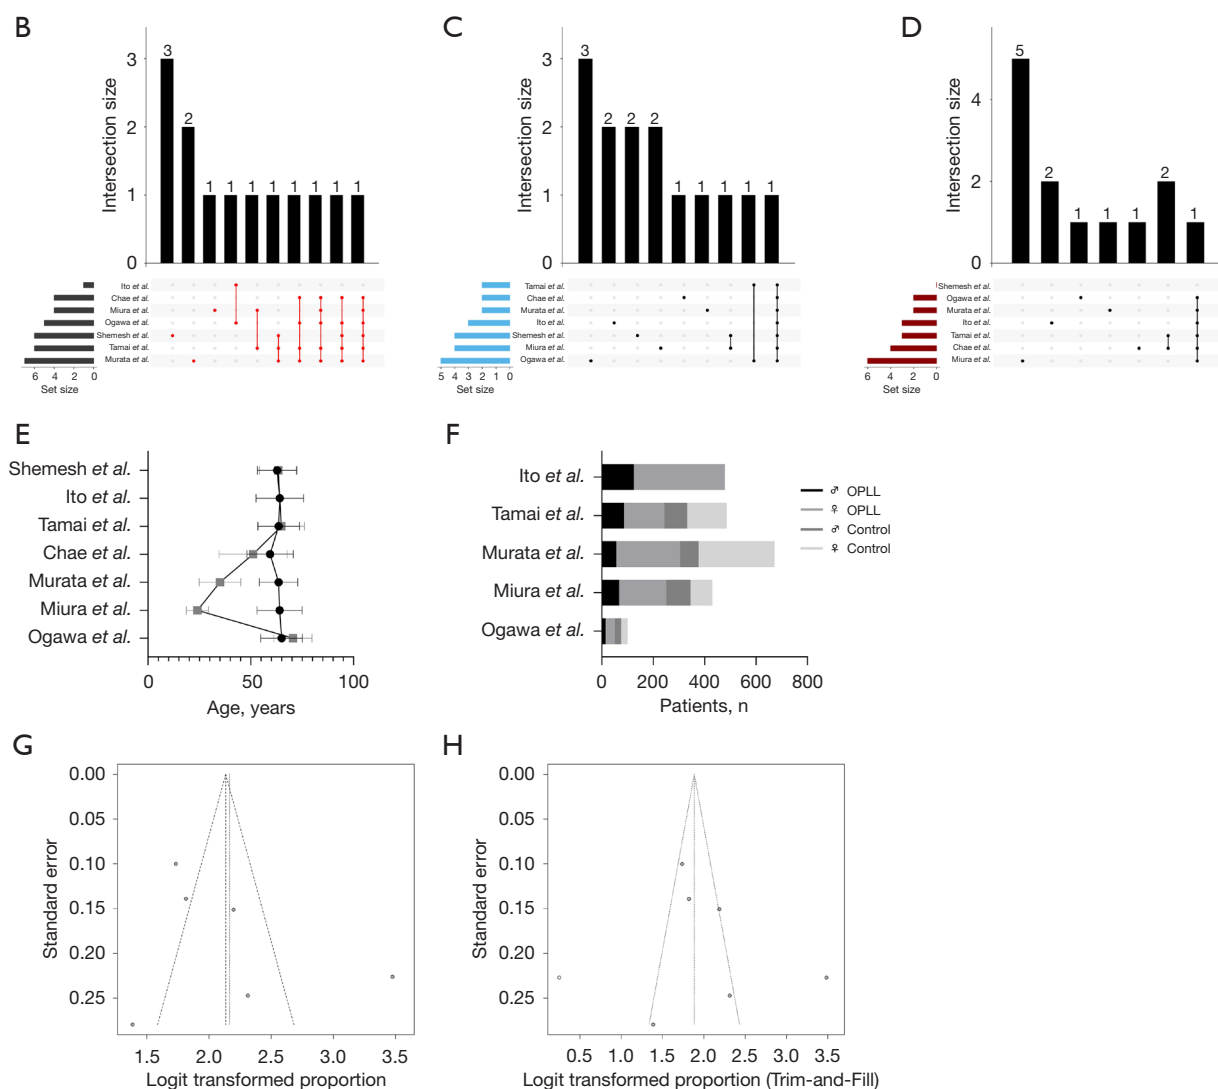 B
3
2
1 1 1 1 1 1 1 1
Intersection size
3
2
1
0
Ito et al.
Chae et al.
Miura et al.
Ogawa et al.
Shemesh et al.
Tamai et al.
Murata et al.
6 4 2 0
Set size
C
3
2 2 2
1 1 1 1 1
Intersection size
3
2
1
0
Tamai et al.
Chae et al.
Murata et al.
Ito et al.
Shemesh et al.
Miura et al.
Ogawa et al.
5 4 3 2 1 0
Set size
D
5
2 1 1 1 2 1
Intersection size
4
2
0
Shemesh et al.
Ogawa et al.
Murata et al.
Ito et al.
Tamai et al.
Chae et al.
Miura et al.
6 4 2 0
Set size
E
Shemesh et al.
Ito et al.
Tamai et al.
Chae et al.
Murata et al.
Miura et al.
Ogawa et al.
0 50 100
Age, years
F
Ito et al.
Tamai et al.
Murata et al.
Miura et al.
Ogawa et al.
0 200 400 600 800
Patients, n
♂ OPLL
♀ OPLL
♂ Control
♀ Control
G
0.00
0.05
0.10
0.15
0.20
0.25
Standard error
1.5 2.0 2.5 3.0 3.5
Logit transformed proportion
H
0.00
0.05
0.10
0.15
0.20
0.25
Standard error
0.5 1.0 1.5 2.0 2.5 3.0 3.5
Logit transformed proportion (Trim-and-Fill)